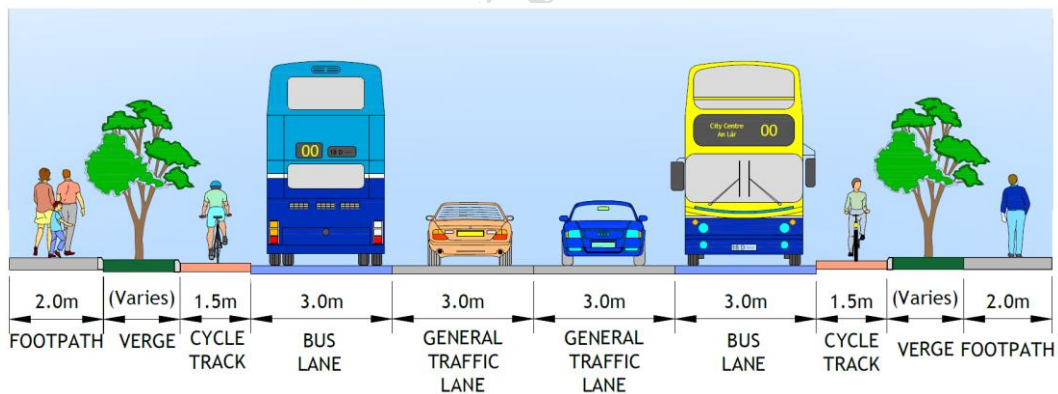 00
City Centre
An Lár
00
2.0m
(Varies)
1.5m
3.0m
3.0m
3.0m
3.0m
1.5m
(Varies)
2.0m
FOOTPATH
VERGE
CYCLE
TRACK
BUS
LANE
GENERAL
TRAFFIC
LANE
GENERAL
TRAFFIC
LANE
BUS
LANE
CYCLE
TRACK
VERGE
FOOTPATH